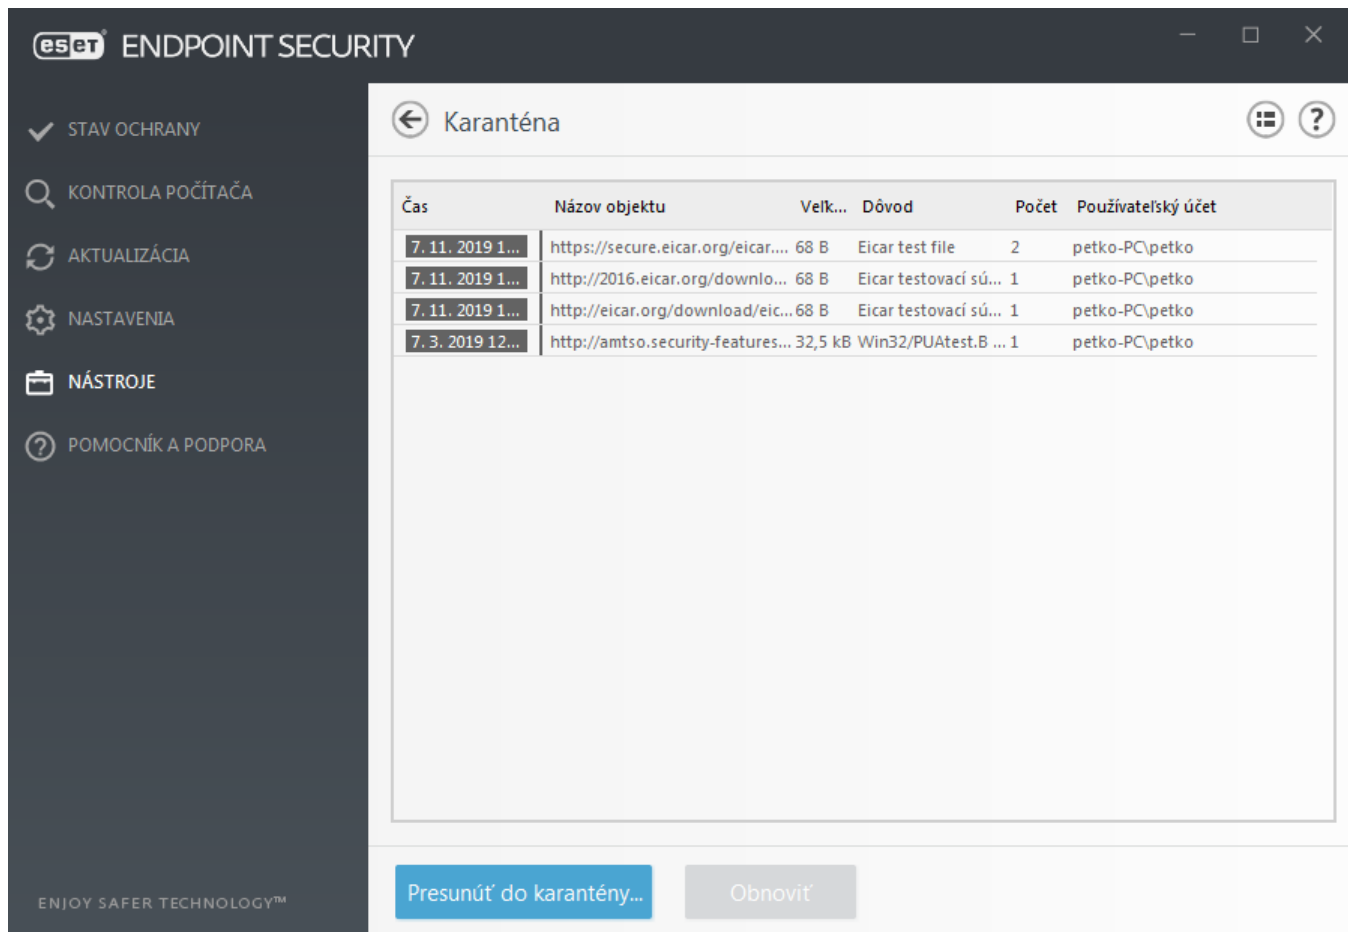 eset ENDPOINT SECURITY
STAV OCHRANY
KONTROLA POČÍTAČA
AKTUALIZÁCIA
NASTAVENIA
NÁSTROJE
POMOCNÍK A PODPORA
ENJOY SAFER TECHNOLOGY™
Karanténa
Čas Názov objektu Veľk... Dôvod Počet Používateľský účet
7. 11. 2019 1... https://secure.eicar.org/eicar.... 68 B Eicar test file 2 petko-PC\petko
7. 11. 2019 1... http://2016.eicar.org/downlo... 68 B Eicar testovací sú... 1 petko-PC\petko
7. 11. 2019 1... http://eicar.org/download/eic... 68 B Eicar testovací sú... 1 petko-PC\petko
7. 3. 2019 12... http://amtso.security-features... 32,5 kB Win32/PUAtest.B ... 1 petko-PC\petko
Presunúť do karantény... Obnoviť